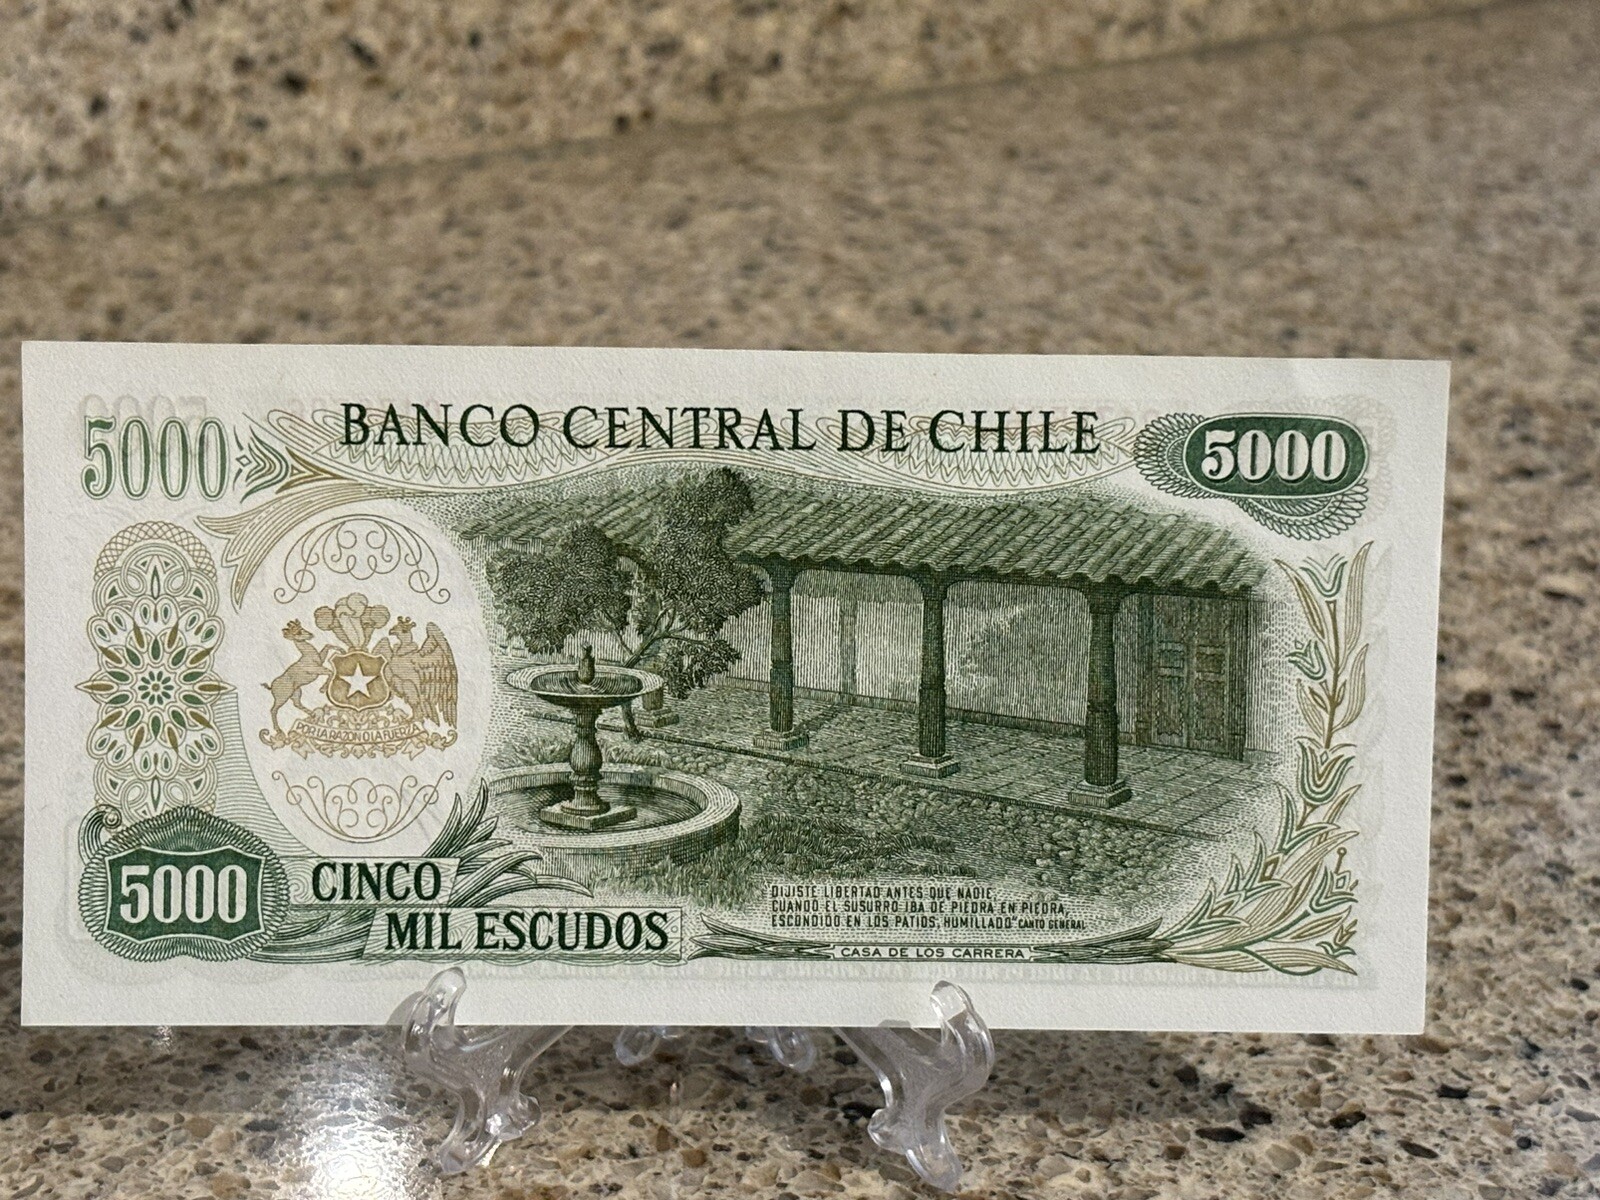 BANCO CENTRAL DE CHILE
5000
5000
POR LA RAZON O LA FUERZA
5000
CINCO
MIL ESCUDOS
DIJISTE LIBERTAD ANTES QUE NADIE,
CUANDO EL SUSURRO IBA DE PIEDRA EN PIEDRA,
ESCONDIDO EN LOS PATIOS, HUMILLADO" CANTO GENERAL
CASA DE LOS CARRERA